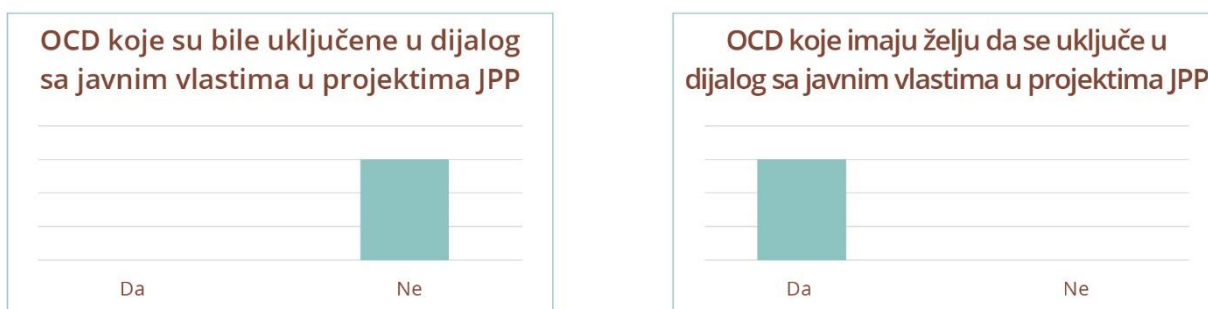 OCD koje su bile uključene u dijalog
sa javnim vlastima u projektima JPP
Da
Ne
OCD koje imaju želju da se uključe u
dijalog sa javnim vlastima u projektima JPP
Da
Ne